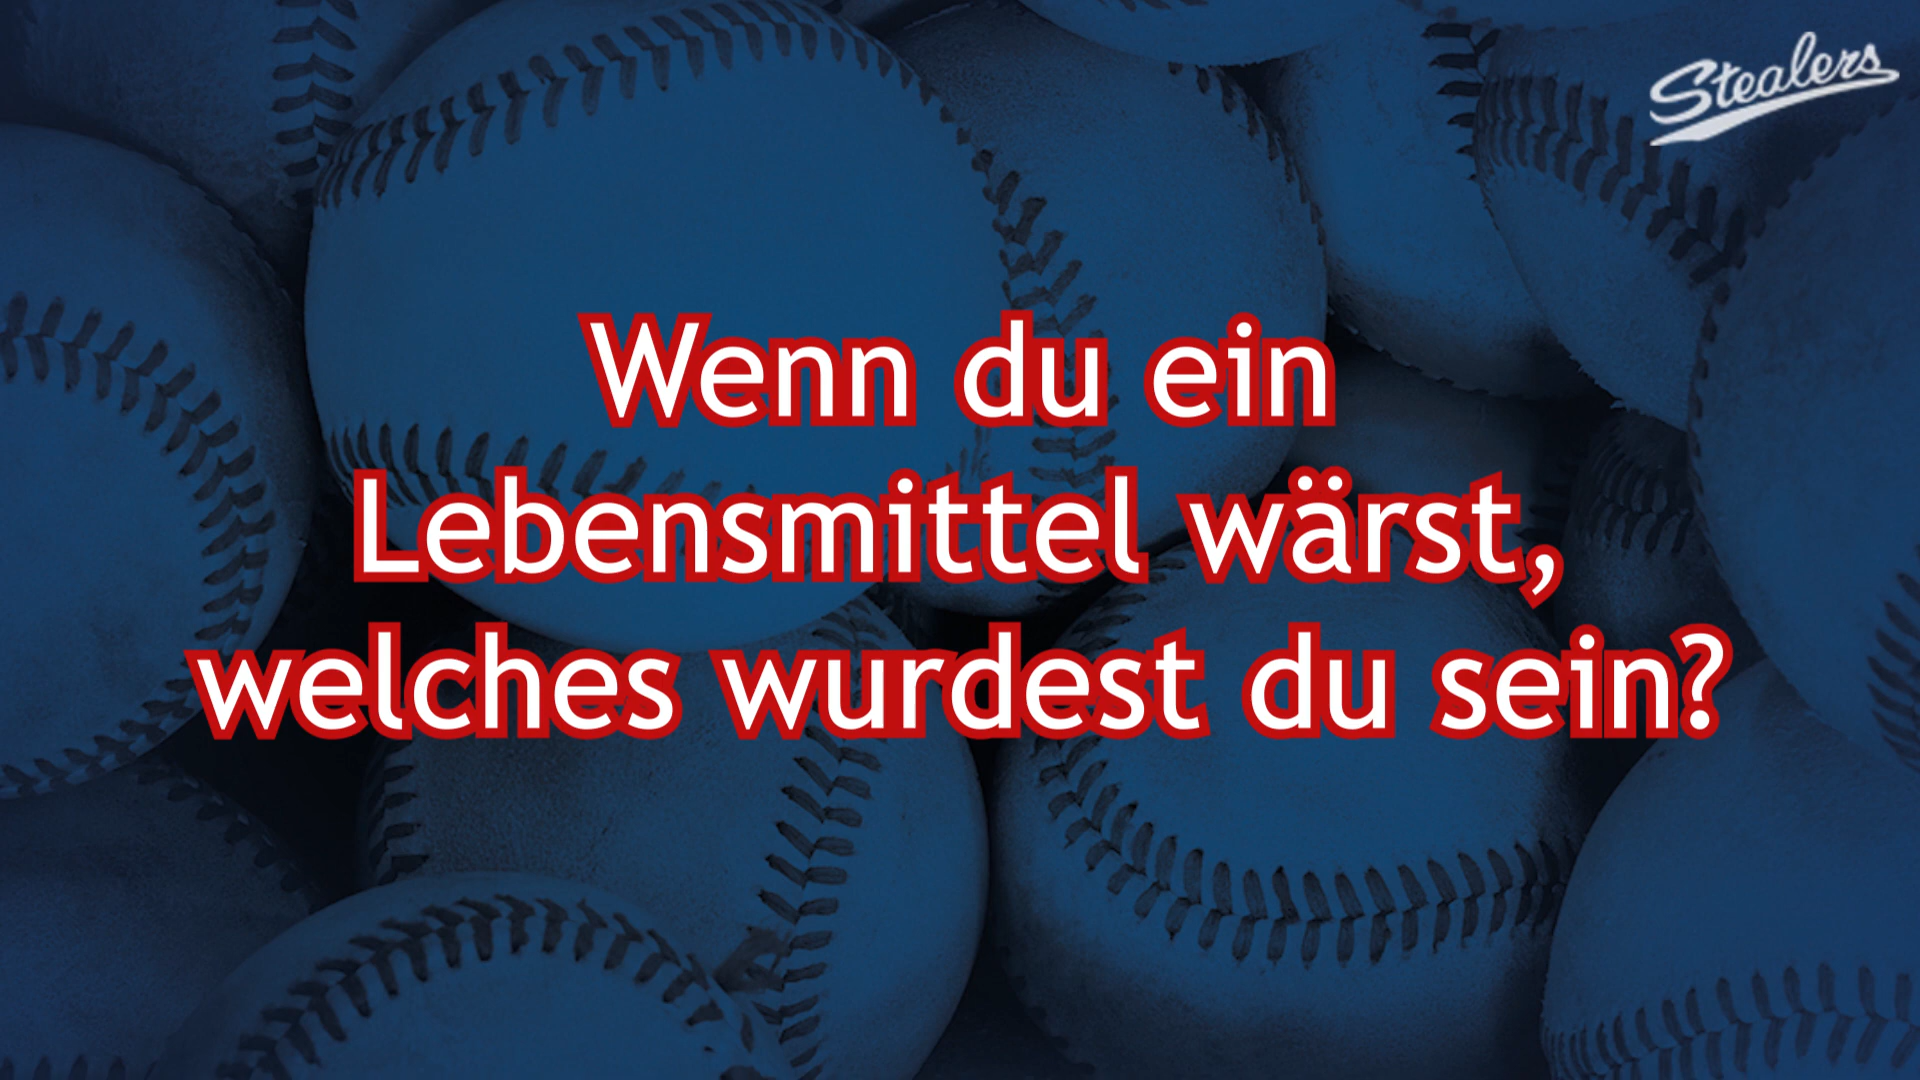 Stealers
Wenn du ein
Lebensmittel wärst,
welches wurdest du sein?